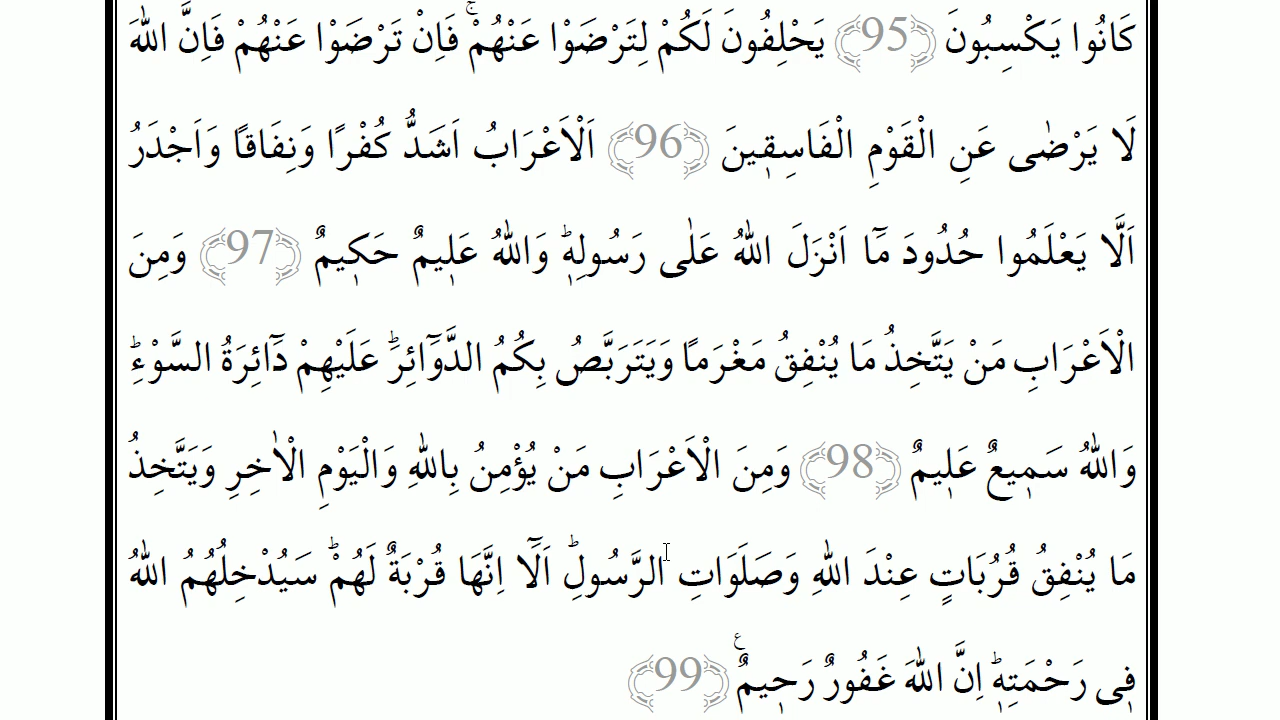 كَانُوا يَكْسِبُونَ ﴿95﴾ يَحْلِفُونَ لَكُمْ لِتَرْضَوْا عَنْهُمْۚ فَاِنْ تَرْضَوْا عَنْهُمْ فَاِنَّ اللّٰهَ
لَا يَرْضٰى عَنِ الْقَوْمِ الْفَاسِقٖينَ ﴿96﴾ اَلْاَعْرَابُ اَشَدُّ كُفْرًا وَنِفَاقًا وَاَجْدَرُ
اَلَّا يَعْلَمُوا حُدُودَ مَٓا اَنْزَلَ اللّٰهُ عَلٰى رَسُولِهٖؕ وَاللّٰهُ عَلٖيمٌ حَكٖيمٌ ﴿97﴾ وَمِنَ
الْاَعْرَابِ مَنْ يَتَّخِذُ مَا يُنْفِقُ مَغْرَمًا وَيَتَرَبَّصُ بِكُمُ الدَّوَٓائِرَؕ عَلَيْهِمْ دَٓائِرَةُ السَّوْءِؕ
وَاللّٰهُ سَمٖيعٌ عَلٖيمٌ ﴿98﴾ وَمِنَ الْاَعْرَابِ مَنْ يُؤْمِنُ بِاللّٰهِ وَالْيَوْمِ الْاٰخِرِ وَيَتَّخِذُ
مَا يُنْفِقُ قُرُبَاتٍ عِنْدَ اللّٰهِ وَصَلَوَاتِ الرَّسُولِؕ اَلَٓا اِنَّهَا قُرْبَةٌ لَهُمْؕ سَيُدْخِلُهُمُ اللّٰهُ
فٖى رَحْمَتِهٖؕ اِنَّ اللّٰهَ غَفُورٌ رَحٖيمٌࣖ ﴿99﴾